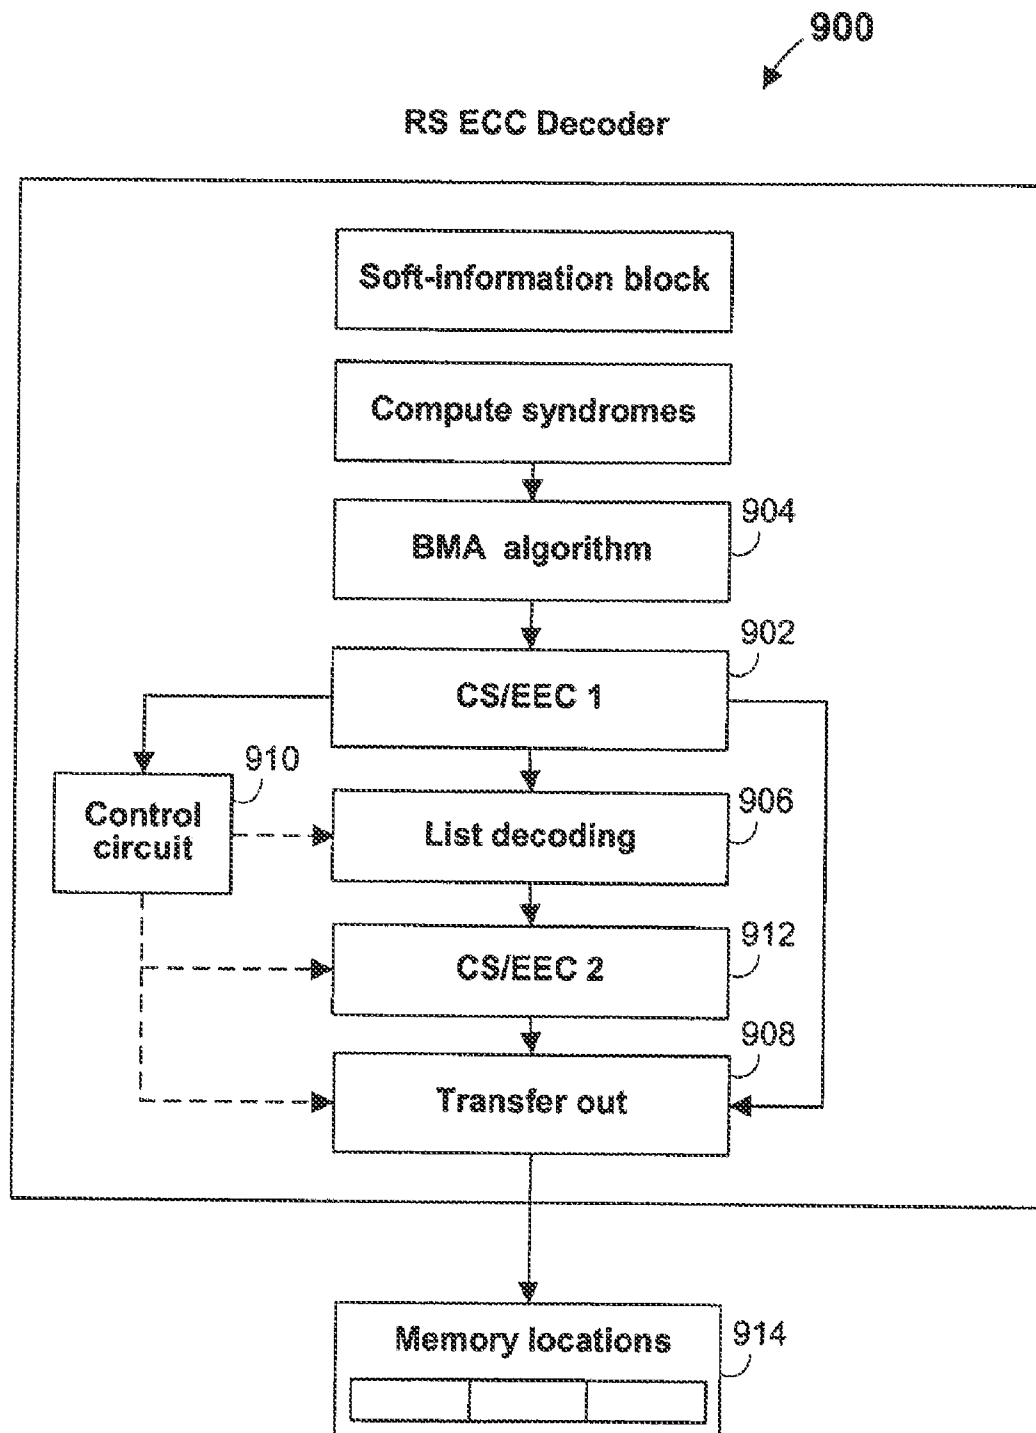 900
RS ECC Decoder
Soft-information block
Compute syndromes
904
BMA algorithm
902
CS/EEC 1
910
Control
circuit
906
List decoding
912
CS/EEC 2
908
Transfer out
Memory locations
914